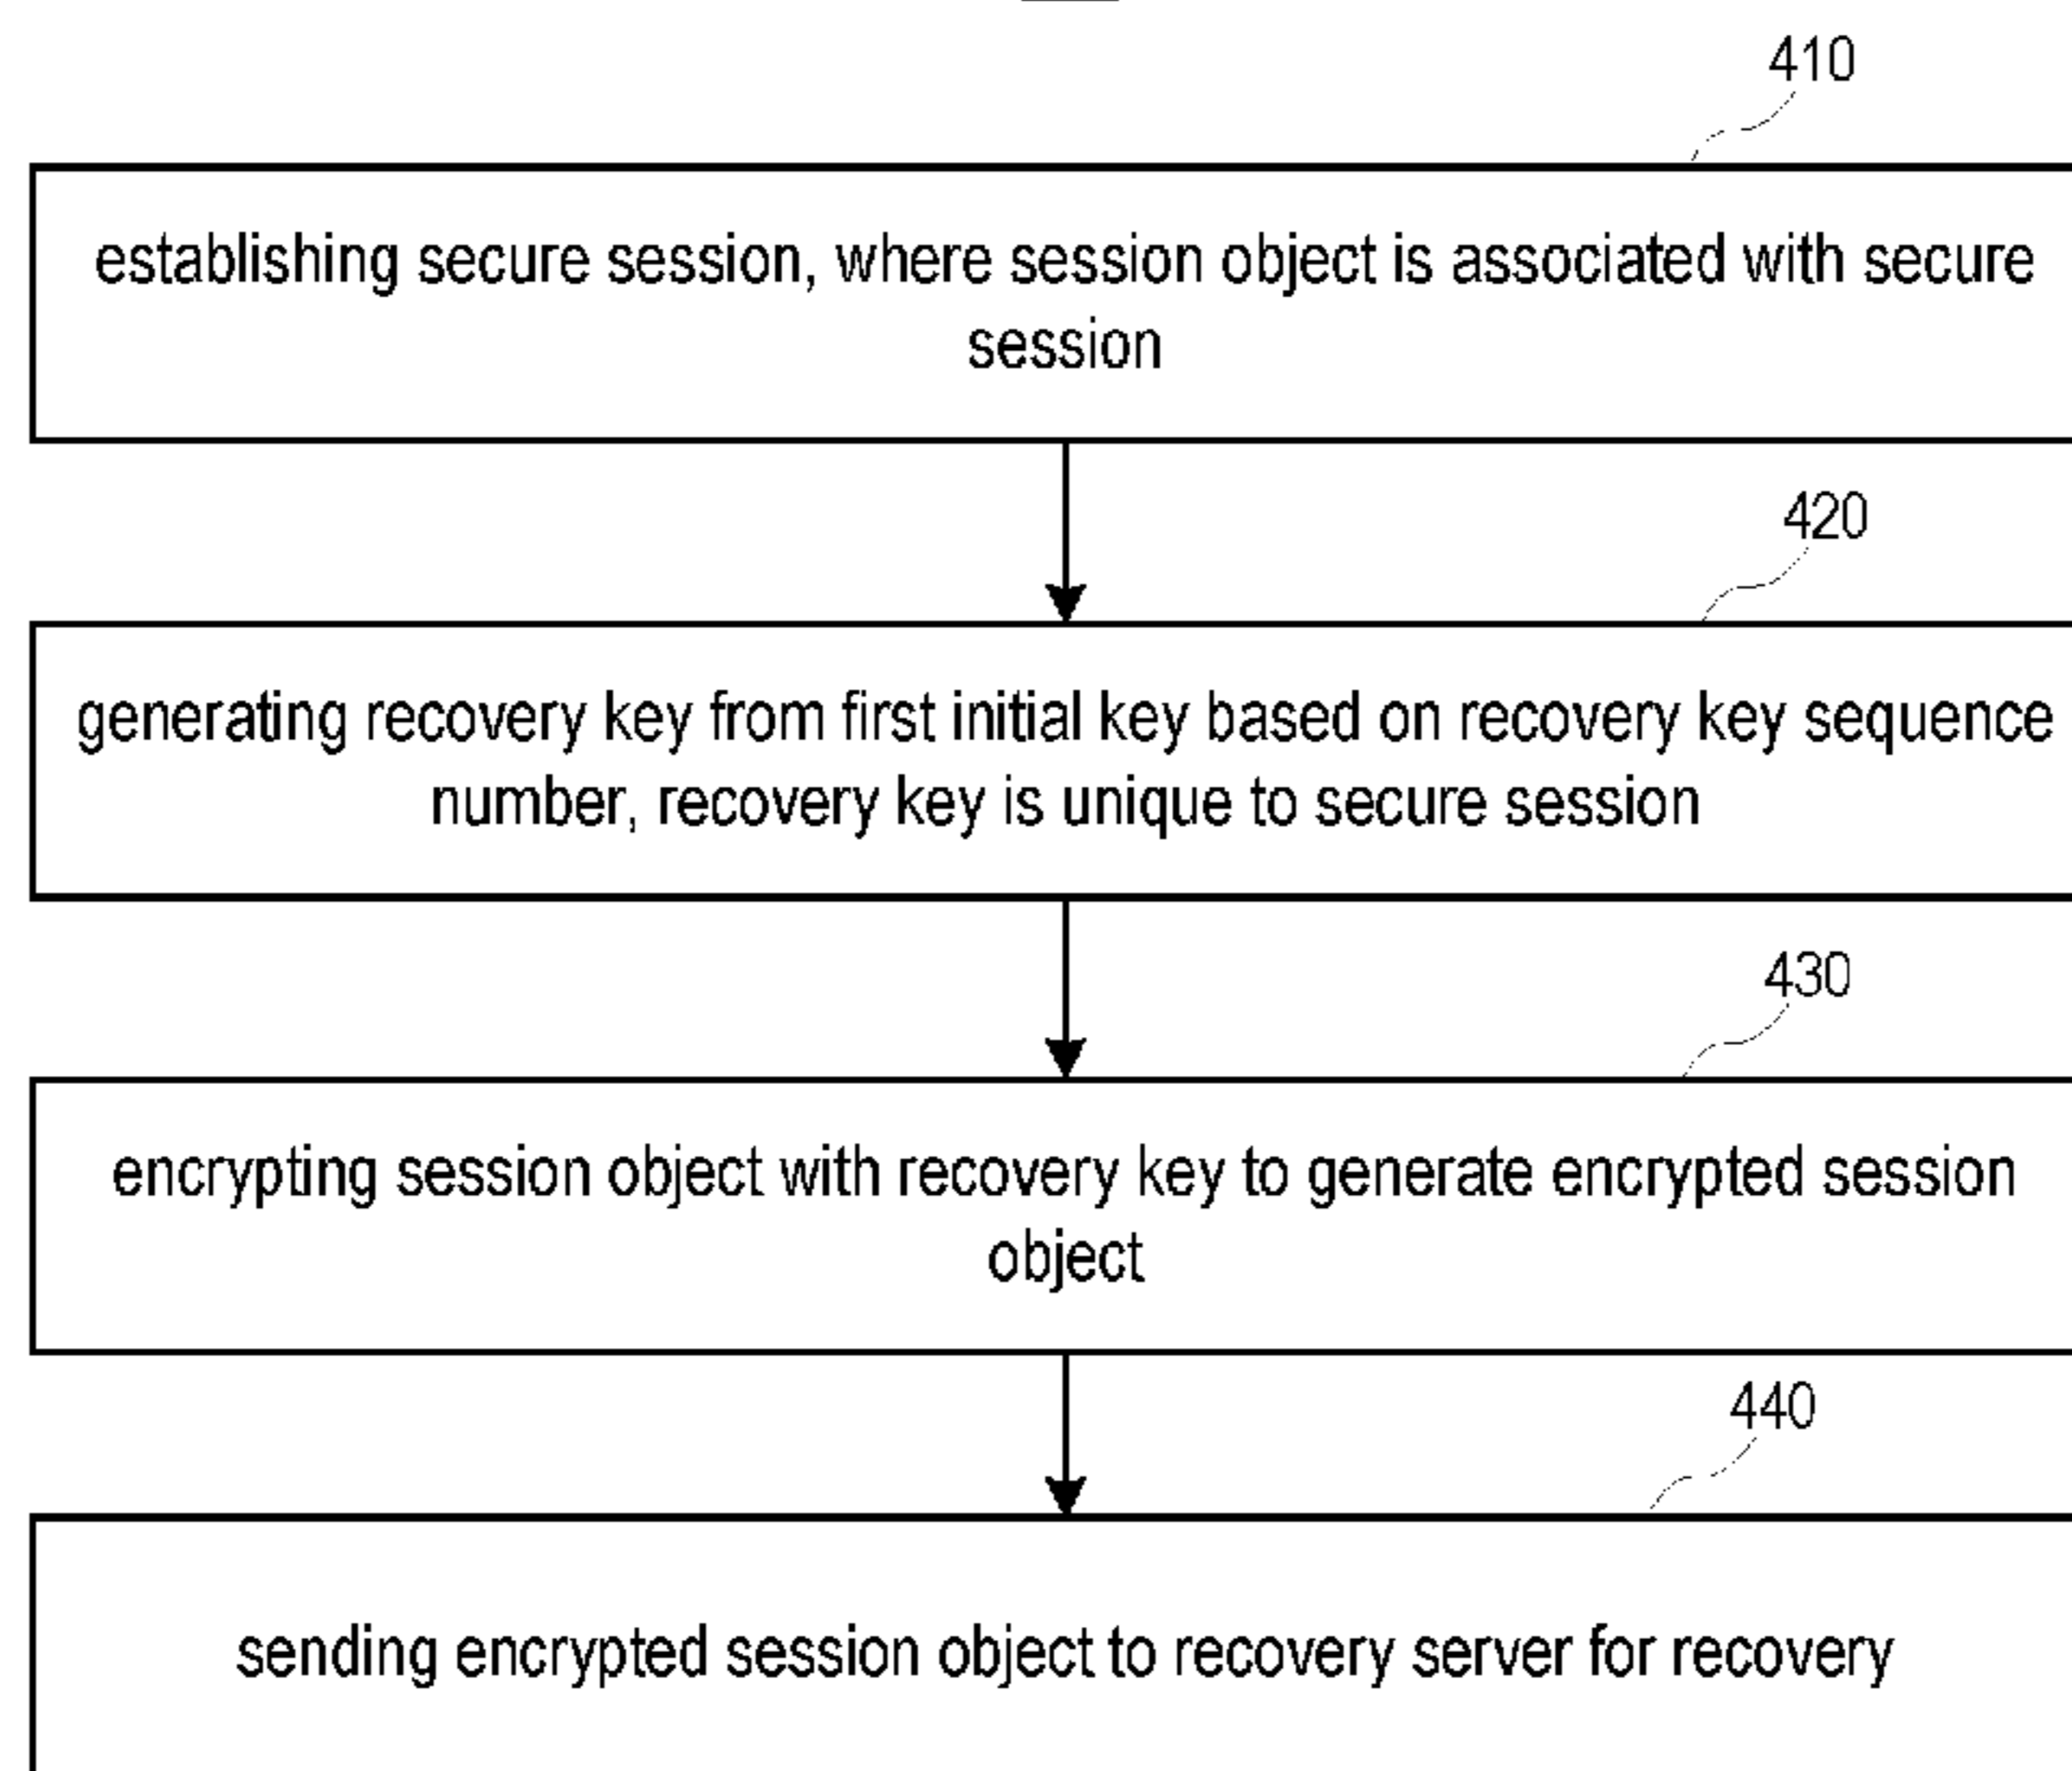 410
establishing secure session, where session object is associated with secure
session
420
generating recovery key from first initial key based on recovery key sequence
number, recovery key is unique to secure session
430
encrypting session object with recovery key to generate encrypted session
object
440
sending encrypted session object to recovery server for recovery